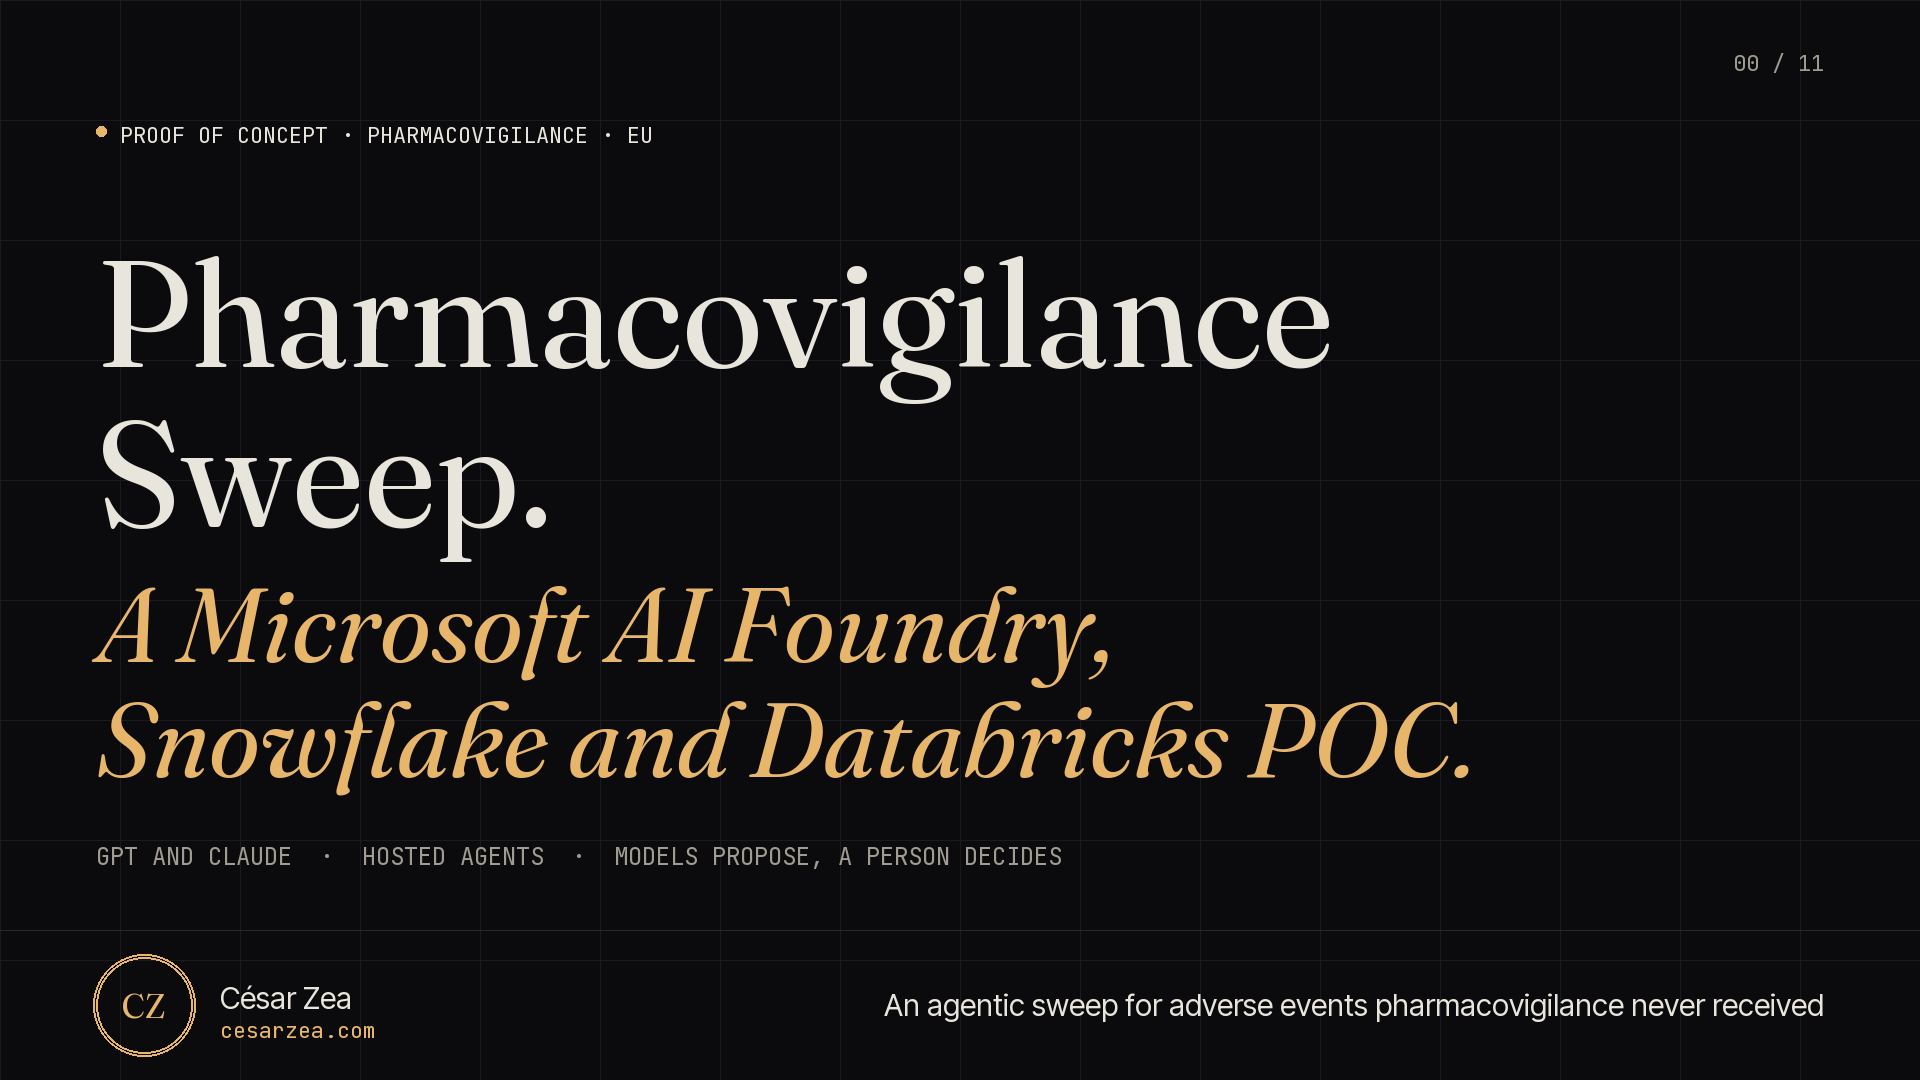 00 / 11
PROOF OF CONCEPT · PHARMACOVIGILANCE · EU
Pharmacovigilance
Sweep.
A Microsoft AI Foundry,
Snowflake and Databricks POC.
GPT AND CLAUDE · HOSTED AGENTS · MODELS PROPOSE, A PERSON DECIDES
CZ
César Zea
cesarzea.com
An agentic sweep for adverse events pharmacovigilance never received